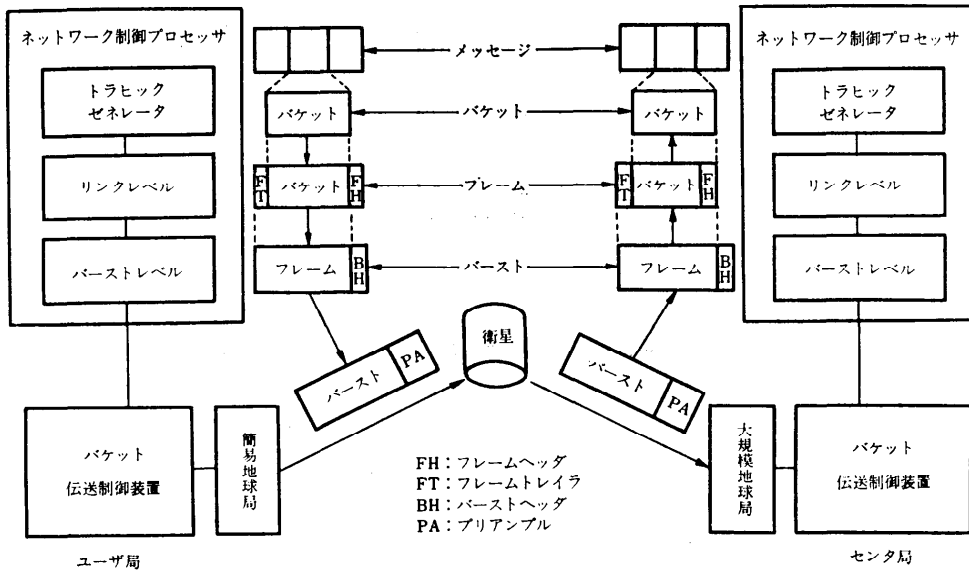 ネットワーク制御プロセッサ
トラヒック
ゼネレータ
リンクレベル
バーストレベル
パケット
伝送制御装置
簡易地球局
ユーザ局
メッセージ
パケット
パケット
パケット
FT
パケット
FH
フレーム
FT
パケット
FH
フレーム
BH
バースト
フレーム
BH
バースト
PA
衛星
バースト
PA
FH：フレームヘッダ
FT：フレームトレイラ
BH：バーストヘッダ
PA：プリアンブル
ネットワーク制御プロセッサ
トラヒック
ゼネレータ
リンクレベル
バーストレベル
大規模地球局
パケット
伝送制御装置
センタ局